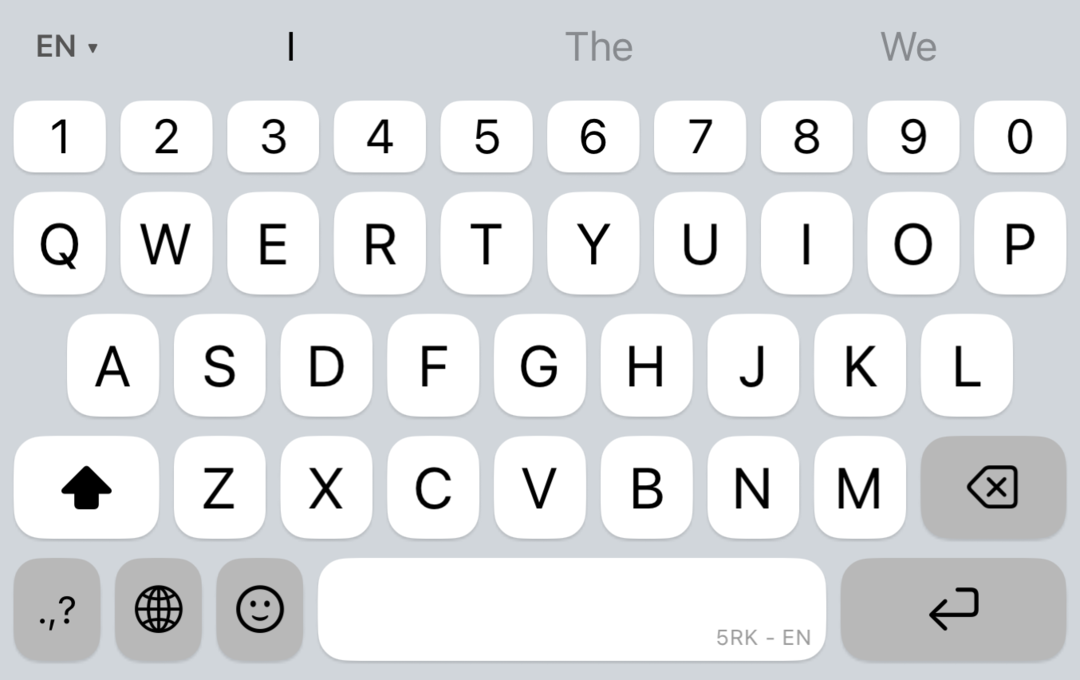 EN ▾ I The We
1 2 3 4 5 6 7 8 9 0
Q W E R T Y U I O P
A S D F G H J K L
Z X C V B N M
.,? 5RK - EN